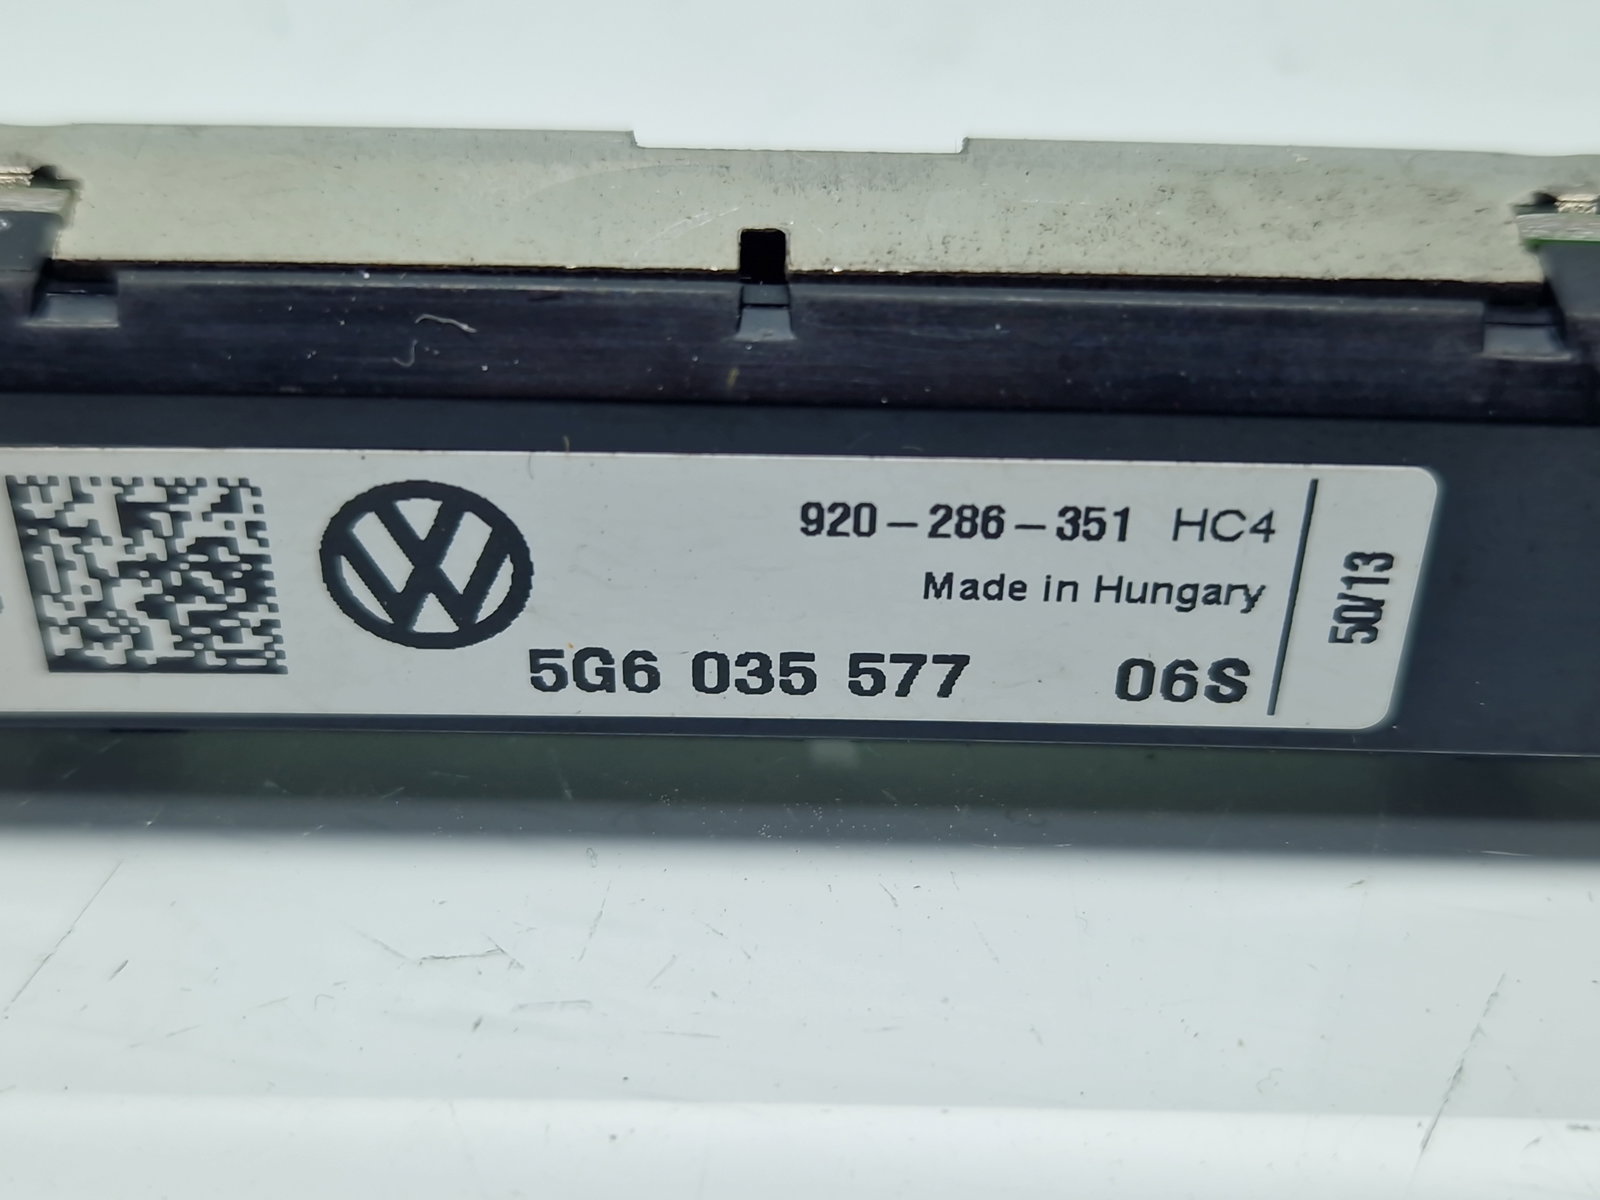 920-286-351 HC4
Made in Hungary
5G6 035 577 06S
50/13